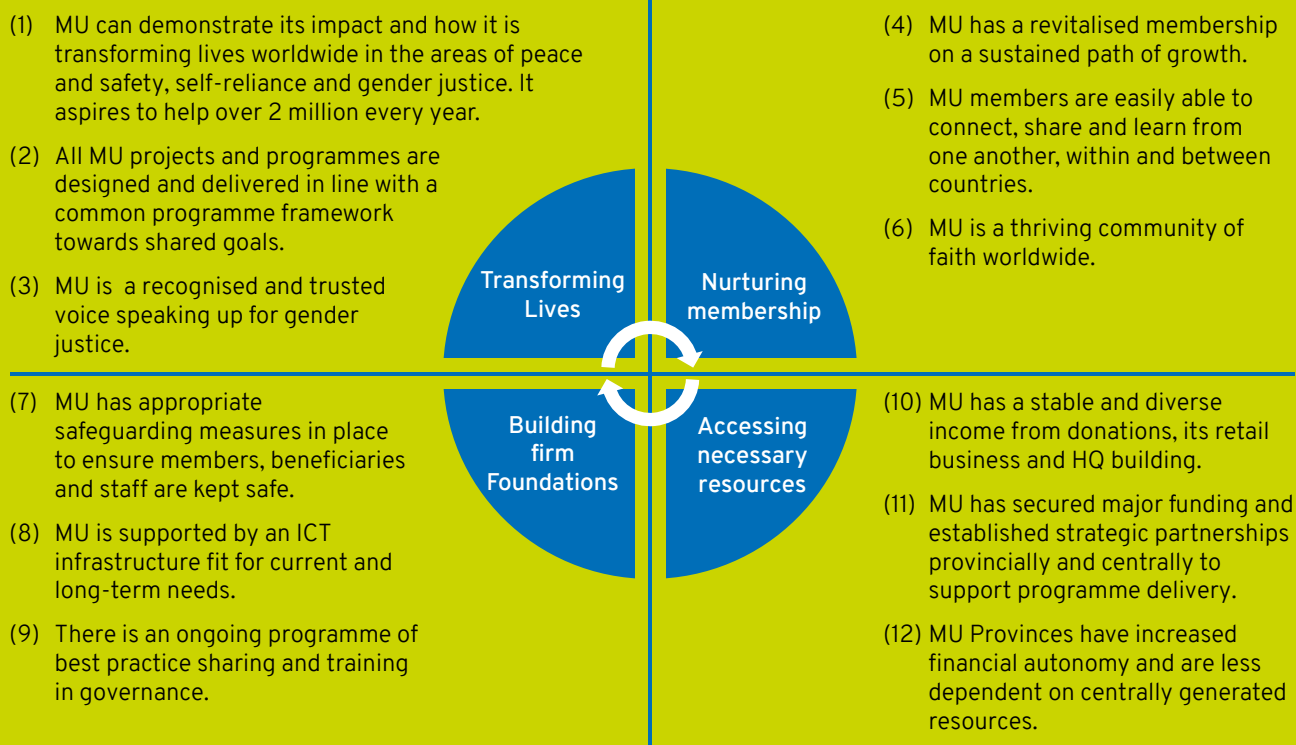 (1) MU can demonstrate its impact and how it is
transforming lives worldwide in the areas of peace
and safety, self-reliance and gender justice. It
aspires to help over 2 million every year.
(2) All MU projects and programmes are
designed and delivered in line with a
common programme framework
towards shared goals.
(3) MU is a recognised and trusted
voice speaking up for gender
justice.
Transforming
Lives
(4) MU has a revitalised membership
on a sustained path of growth.
(5) MU members are easily able to
connect, share and learn from
one another, within and between
countries.
(6) MU is a thriving community of
faith worldwide.
Nurturing
membership
(7) MU has appropriate
safeguarding measures in place
to ensure members, beneficiaries
and staff are kept safe.
(8) MU is supported by an ICT
infrastructure fit for current and
long-term needs.
(9) There is an ongoing programme of
best practice sharing and training
in governance.
Building
firm
Foundations
Accessing
necessary
resources
(10) MU has a stable and diverse
income from donations, its retail
business and HQ building.
(11) MU has secured major funding and
established strategic partnerships
provincially and centrally to
support programme delivery.
(12) MU Provinces have increased
financial autonomy and are less
dependent on centrally generated
resources.